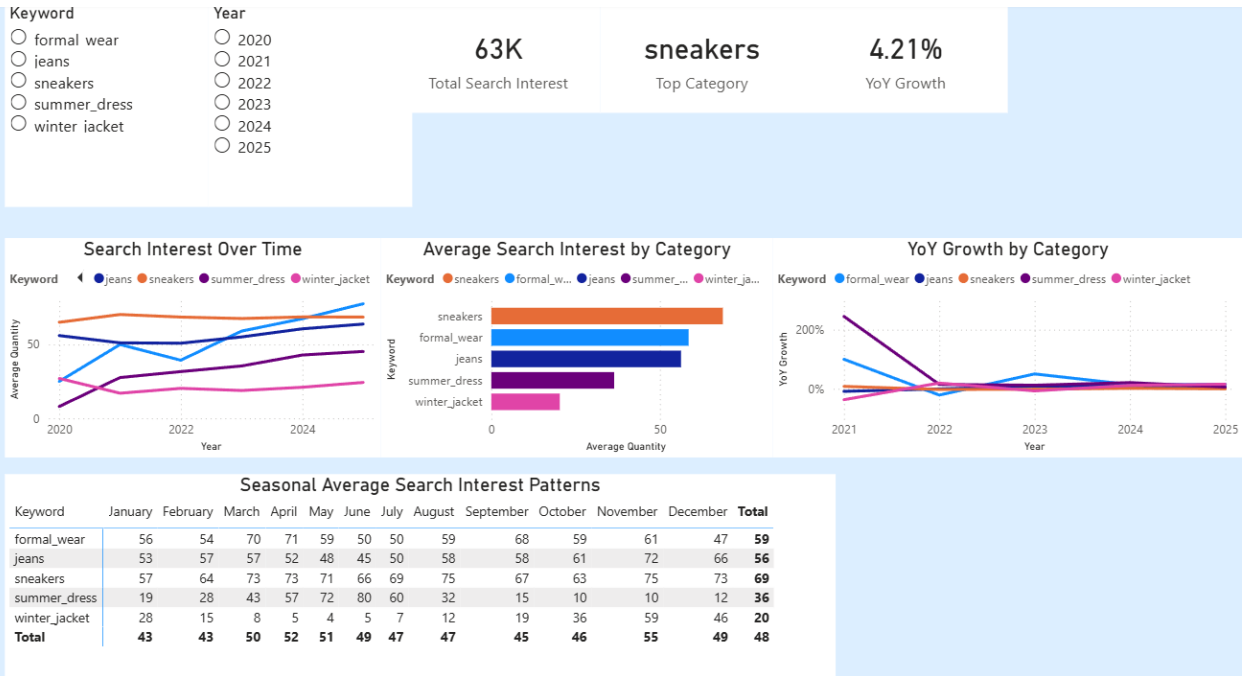 Keyword
formal_wear
jeans
sneakers
summer_dress
winter_jacket
Year
2020
2021
2022
2023
2024
2025
63K
Total Search Interest
sneakers
Top Category
4.21%
YoY Growth
Search Interest Over Time
Keyword jeans sneakers summer_dress winter_jacket
Average Quantity
50
0
2020 2022 2024
Year
Average Search Interest by Category
Keyword sneakers formal_w... jeans summer_... winter_ja...
Keyword
sneakers
formal_wear
jeans
summer_dress
winter_jacket
0 50
Average Quantity
YoY Growth by Category
Keyword formal_wear jeans sneakers summer_dress winter_jacket
YoY Growth
200%
0%
2021 2022 2023 2024 2025
Year
Seasonal Average Search Interest Patterns
Keyword January February March April May June July August September October November December Total
formal_wear 56 54 70 71 59 50 50 59 68 59 61 47 59
jeans 53 57 57 52 48 45 50 58 58 61 72 66 56
sneakers 57 64 73 73 71 66 69 75 67 63 75 73 69
summer_dress 19 28 43 57 72 80 60 32 15 10 10 12 36
winter_jacket 28 15 8 5 4 5 7 12 19 36 59 46 20
Total 43 43 50 52 51 49 47 47 45 46 55 49 48